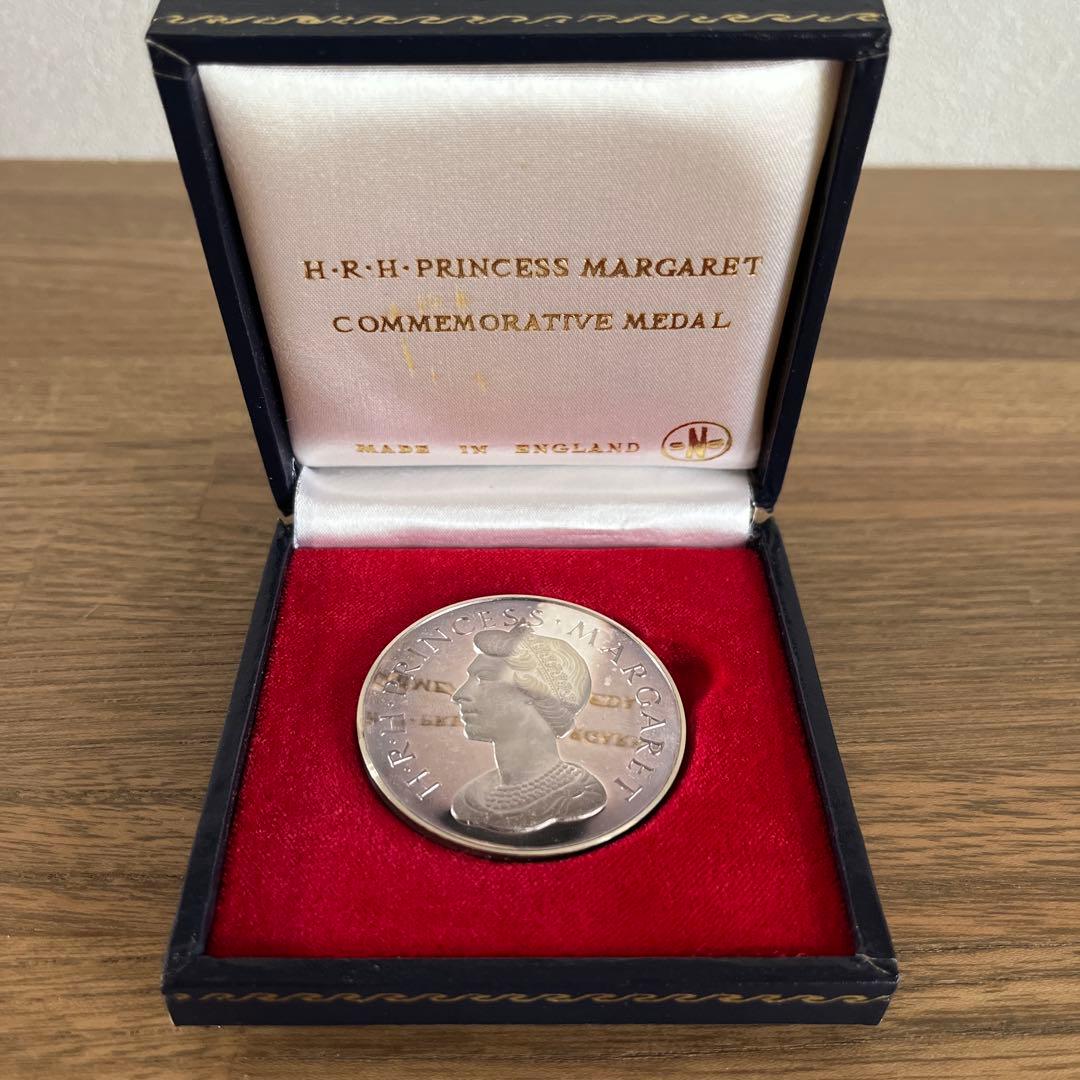 H·R·H·PRINCESS MARGARET
COMMEMORATIVE MEDAL
MADE IN ENGLAND
=N=
H·R·H·PRINCESS·MARGARET